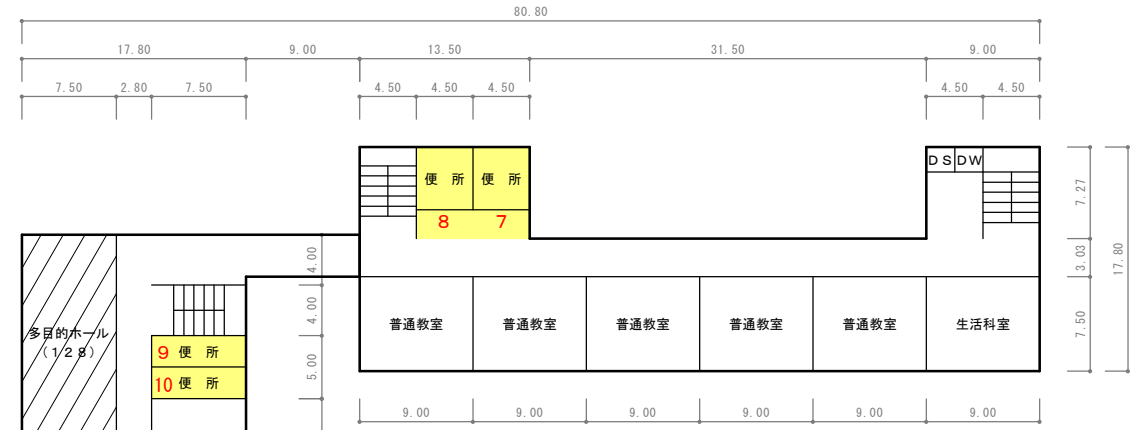 80.80
17.80 9.00 13.50 31.50 9.00
7.50 2.80 7.50 4.50 4.50 4.50 4.50 4.50
便 所 便 所 DS DW
8 7
7.27
4.00 3.03 17.80
4.00 7.50
普通教室 普通教室 普通教室 普通教室 普通教室 生活科室
多目的ホール
(128)
9 便 所
10 便 所
5.00
9.00 9.00 9.00 9.00 9.00 9.00